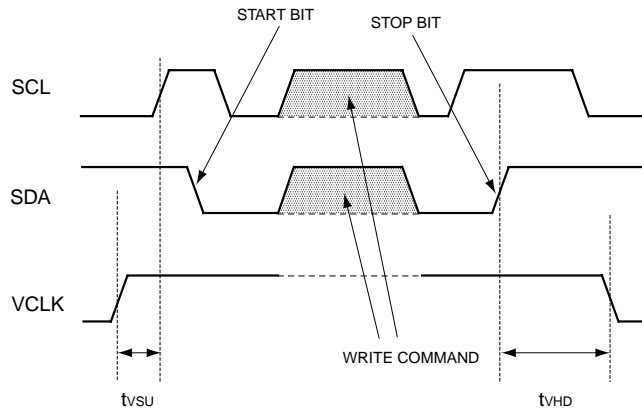 START BIT
STOP BIT
SCL
SDA
VCLK
WRITE COMMAND
tVSU
tVHD